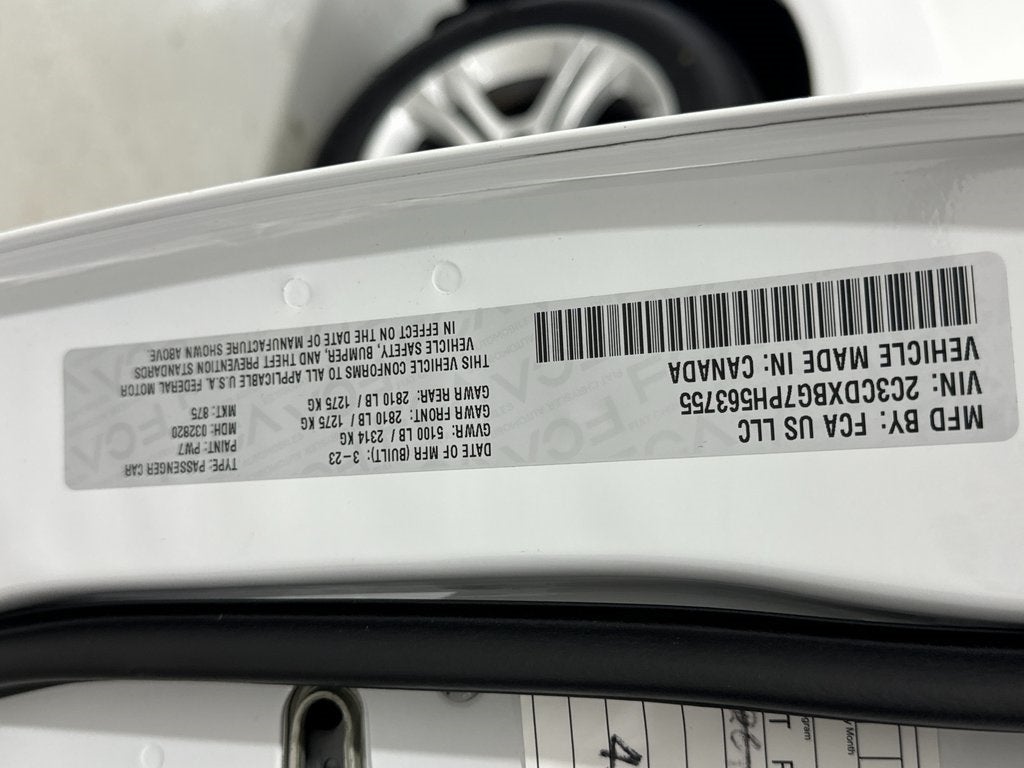 MFD BY: FCA US LLC
VIN: 2C3CDXBG7PH563755
VEHICLE MADE IN: CANADA
DATE OF MFR (BUILT): 3-23
GVWR: 5100 LB / 2314 KG
GAWR FRONT: 2810 LB / 1275 KG
GAWR REAR: 2810 LB / 1275 KG
TYPE: PASSENGER CAR
PAINT: PW7
MDH: 032820
MKT: 875
THIS VEHICLE CONFORMS TO ALL APPLICABLE U.S.A. FEDERAL MOTOR
VEHICLE SAFETY, BUMPER, AND THEFT PREVENTION STANDARDS
IN EFFECT ON THE DATE OF MANUFACTURE SHOWN ABOVE.
Month
gram
T F
4